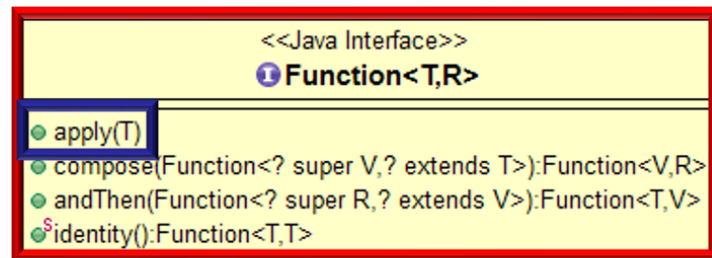 <<Java Interface>>
Function<T,R>
apply(T)
compose(Function<? super V,? extends T>):Function<V,R>
andThen(Function<? super R,? extends V>):Function<T,V>
identity():Function<T,T>